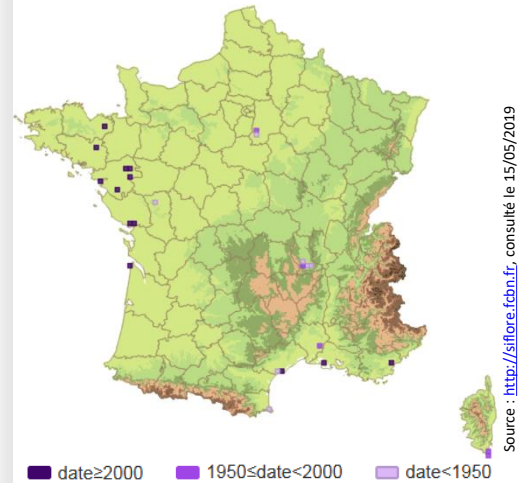 Source : http://siflore.fcbn.fr, consulté le 15/05/2019
date≥2000
1950≤date<2000
date<1950